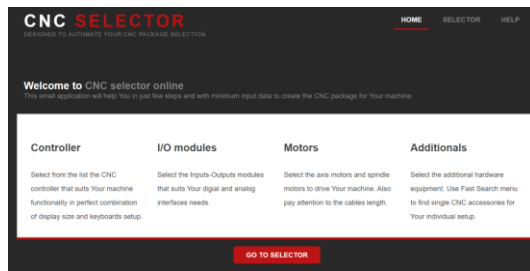 CNC SELECTOR
DESIGNED TO AUTOMATE YOUR CNC PACKAGE SELECTION
HOME SELECTOR HELP
Welcome to CNC selector online
This small application will help You in just few steps and with minimum input data to create the CNC package for Your machine.
Controller
Select from the list the CNC
controller that suits Your machine
functionality in perfect combination
of display size and keyboards setup.
I/O modules
Select the Inputs-Outputs modules
that suits Your digial and analog
interfaces needs.
Motors
Select the axis motors and spindle
motors to drive Your machine. Also
pay attention to the cables length.
Additionals
Select the additional hardware
equipment. Use Fast Search menu
to find single CNC accessories for
Your individual setup.
GO TO SELECTOR